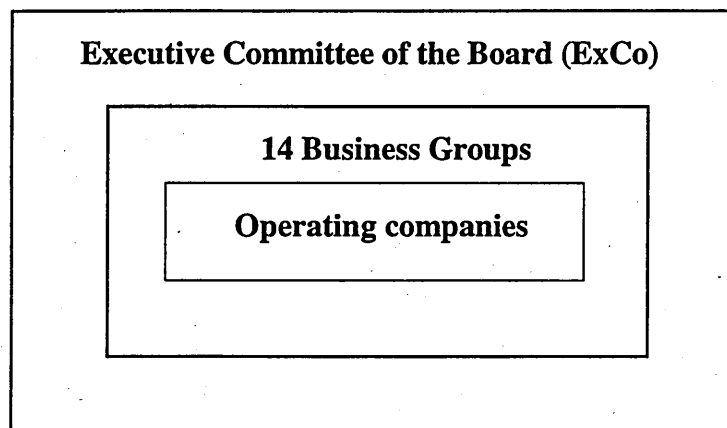 Executive Committee of the Board (ExCo)
14 Business Groups
Operating companies